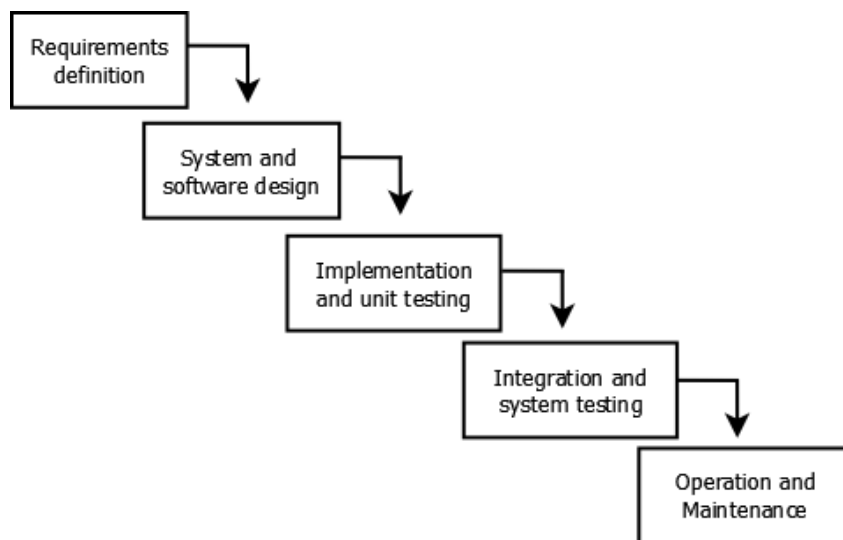 Requirements
definition
System and
software design
Implementation
and unit testing
Integration and
system testing
Operation and
Maintenance